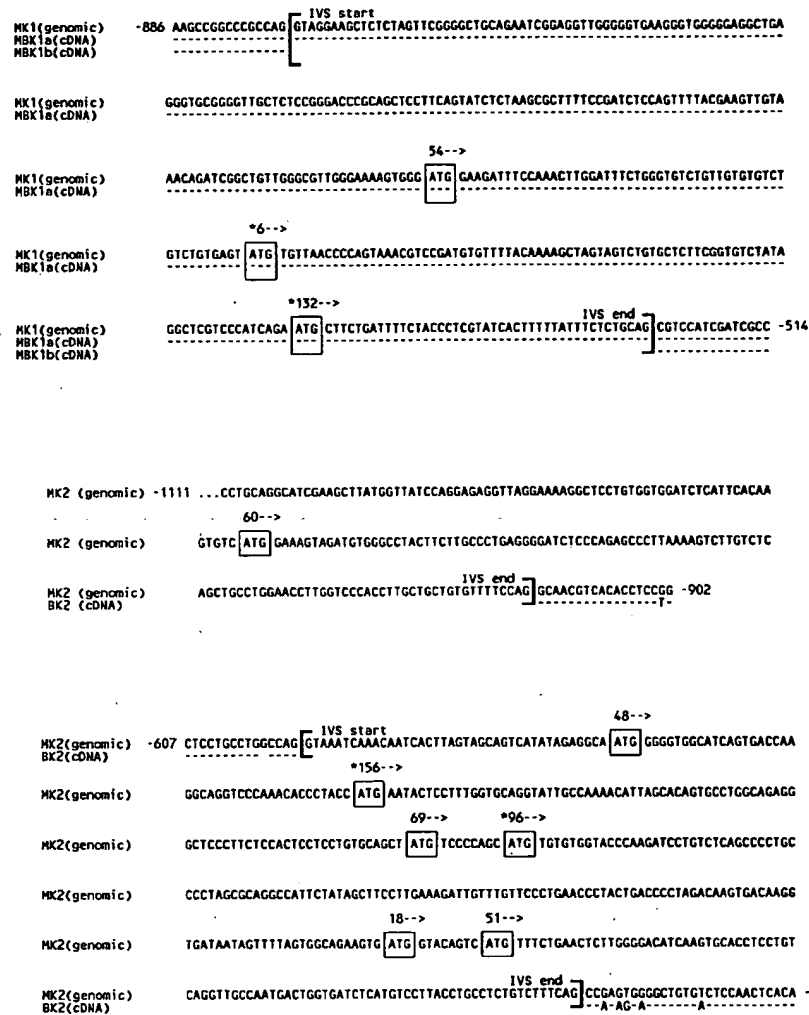 IVS start
MK1(genomic) -886 AAGCCGGCCCGCCAG GTAGGAAGCTCTCTAGTTCGGGGCTGCAGAATCGGAGGTTGGGGGTGAAGGGTGGGGGAGGCTGA
MBK1a(cDNA) ---------------
MBK1b(cDNA) ---------------
MK1(genomic) GGGTGCGGGGTTGCTCTCCGGGACCCGCAGCTCCTTCAGTATCTCTAAGCGCTTTTCCGATCTCCAGTTTTACGAAGTTGTA
MBK1a(cDNA)
54-->
MK1(genomic) AACAGATCGGCTGTTGGGCGTTGGGAAAAGTGGG ATG GAAGATTTCCAAACTTGGATTTCTGGGTGTCTGTTGTGTGTCT
MBK1a(cDNA)
*6-->
MK1(genomic) GTCTGTGAGT ATG TGTTAACCCCAGTAAACGTCCGATGTGTTTTACAAAAGCTAGTAGTCTGTGCTCTTCGGTGTCTATA
MBK1a(cDNA)
*132-->
IVS end
MK1(genomic) GGCTCGTCCCATCAGA ATG CTTCTGATTTTCTACCCTCGTATCACTTTTTATTTCTCTGCAG CGTCCATCGATCGCC -514
MBK1a(cDNA)
MBK1b(cDNA)
MK2 (genomic) -1111 ...CCTGCAGGCATCGAAGCTTATGGTTATCCAGGAGAGGTTAGGAAAAGGCTCCTGTGGTGGATCTCATTCACAA
60-->
MK2 (genomic) GTGTC ATG GAAAGTAGATGTGGGCCTACTTCTTGCCCTGAGGGGATCTCCCAGAGCCCTTAAAAGTCTTGTCTC
IVS end
MK2 (genomic) AGCTGCCTGGAACCTTGGTCCCACCTTGCTGCTGTGTTTTCCAG GCAACGTCACACCTCCGG -902
BK2 (cDNA) ----------------T-
IVS start
48-->
MK2(genomic) -607 CTCCTGCCTGGCCAG GTAAATCAAACAATCACTTAGTAGCAGTCATATAGAGGCA ATG GGGGTGGCATCAGTGACCAA
BK2(cDNA)
*156-->
MK2(genomic) GGCAGGTCCCAAACACCCTACC ATG AATACTCCTTTGGTGCAGGTATTGCCAAAACATTAGCACAGTGCCTGGCAGAGG
69--> *96-->
MK2(genomic) GCTCCCTTCTCCACTCCTCCTGTGCAGCT ATG TCCCCAGC ATG TGTGTGGTACCCAAGATCCTGTCTCAGCCCCTGC
MK2(genomic) CCCTAGCGCAGGCCATTCTATAGCTTCCTTGAAAGATTGTTTGTTCCCTGAACCCTACTGACCCCTAGACAAGTGACAAGG
18--> 51-->
MK2(genomic) TGATAATAGTTTTAGTGGCAGAAGTG ATG GTACAGTC ATG TTTCTGAACTCTTGGGGACATCAAGTGCACCTCCTGT
IVS end
MK2(genomic) CAGGTTGCCAATGACTGGTGATCTCATGTCCTTACCTGCCTCTGTCTTTCAG CCGAGTGGGGCTGTGTCTCCAACTCACA -
BK2(cDNA) --A-AG-A-------A------------